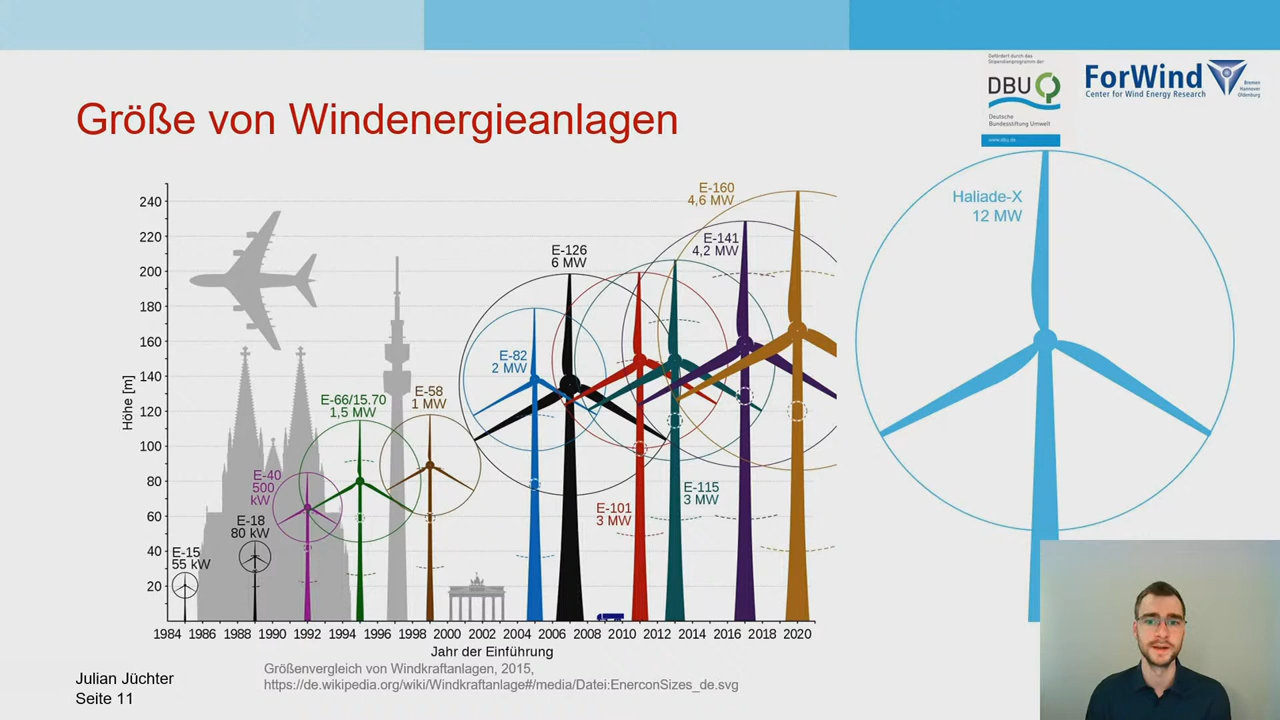 Gefördert durch das
Stipendienprogramm der
DBU
Deutsche
Bundesstiftung Umwelt
www.dbu.de
ForWind
Center for Wind Energy Research
Bremen
Hannover
Oldenburg
Größe von Windenergieanlagen
Haliade-X
12 MW
E-160
4,6 MW
E-141
4,2 MW
E-126
6 MW
E-82
2 MW
E-66/15.70
1,5 MW
E-58
1 MW
E-40
500
kW
E-18
80 kW
E-15
55 kW
E-115
3 MW
E-101
3 MW
Höhe [m]
240
220
200
180
160
140
120
100
80
60
40
20
1984 1986 1988 1990 1992 1994 1996 1998 2000 2002 2004 2006 2008 2010 2012 2014 2016 2018 2020
Jahr der Einführung
Größenvergleich von Windkraftanlagen, 2015,
https://de.wikipedia.org/wiki/Windkraftanlage#/media/Datei:EnerconSizes_de.svg
Julian Jüchter
Seite 11